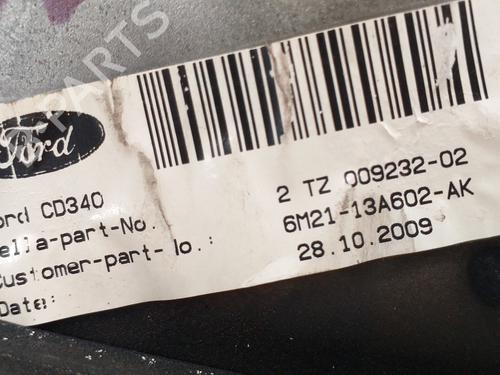 Ford
ord CD340
ella-part-No. 2 TZ 009232-02
Customer-part- lo.: 6M21-13A602-AK
Date: 28.10.2009
PARTS